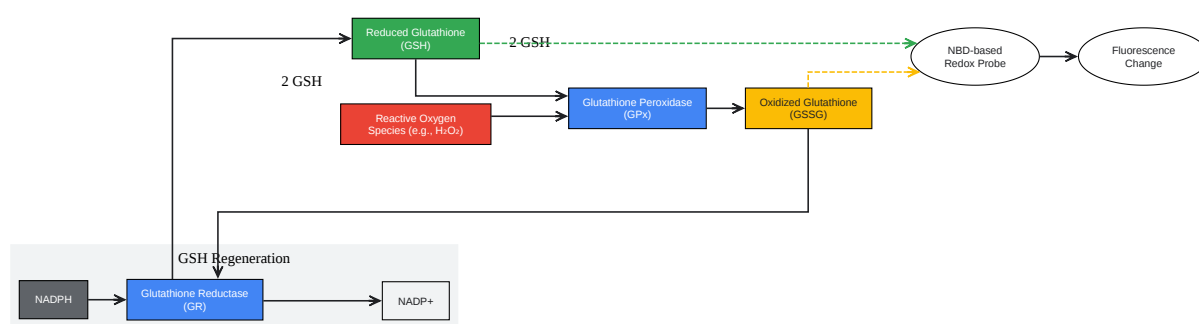 Reduced Glutathione
(GSH)
2 GSH
NBD-based
Redox Probe
Fluorescence
Change
2 GSH
Glutathione Peroxidase
(GPx)
Oxidized Glutathione
(GSSG)
Reactive Oxygen
Species (e.g., H₂O₂)
GSH Regeneration
NADPH
Glutathione Reductase
(GR)
NADP+